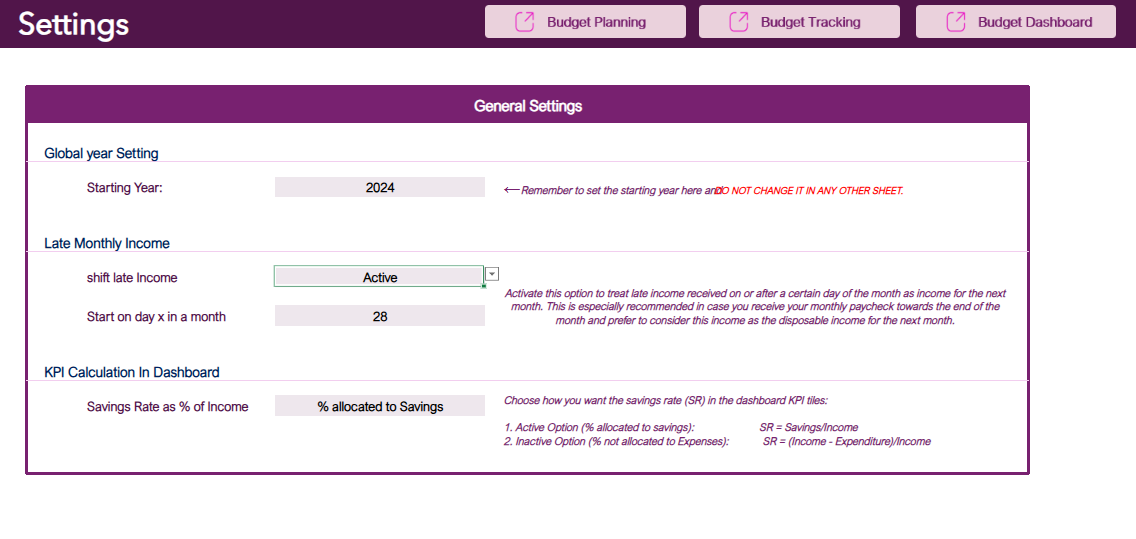 Settings
Budget Planning
Budget Tracking
Budget Dashboard
General Settings
Global year Setting
Starting Year:
2024
←Remember to set the starting year here and DO NOT CHANGE IT IN ANY OTHER SHEET.
Late Monthly Income
shift late Income
Active
Start on day x in a month
28
Activate this option to treat late income received on or after a certain day of the month as income for the next
month. This is especially recommended in case you receive your monthly paycheck towards the end of the
month and prefer to consider this income as the disposable income for the next month.
KPI Calculation In Dashboard
Savings Rate as % of Income
% allocated to Savings
Choose how you want the savings rate (SR) in the dashboard KPI tiles:
1. Active Option (% allocated to savings): SR = Savings/Income
2. Inactive Option (% not allocated to Expenses): SR = (Income - Expenditure)/Income